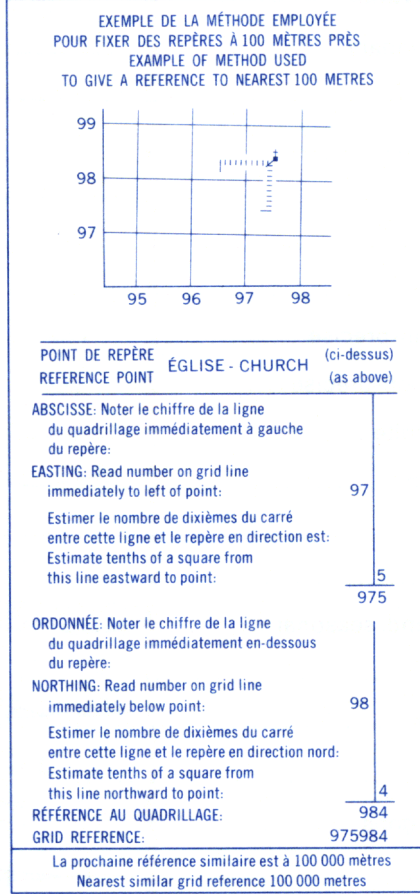 EXEMPLE DE LA MÉTHODE EMPLOYÉE
POUR FIXER DES REPÈRES À 100 MÈTRES PRÈS
EXAMPLE OF METHOD USED
TO GIVE A REFERENCE TO NEAREST 100 METRES
99
98
97
95 96 97 98
POINT DE REPÈRE
REFERENCE POINT
ÉGLISE - CHURCH
(ci-dessus)
(as above)
ABSCISSE: Noter le chiffre de la ligne
du quadrillage immédiatement à gauche
du repère:
EASTING: Read number on grid line
immediately to left of point: 97
Estimer le nombre de dixièmes du carré
entre cette ligne et le repère en direction est:
Estimate tenths of a square from
this line eastward to point: 5
975
ORDONNÉE: Noter le chiffre de la ligne
du quadrillage immédiatement en-dessous
du repère:
NORTHING: Read number on grid line
immediately below point: 98
Estimer le nombre de dixièmes du carré
entre cette ligne et le repère en direction nord:
Estimate tenths of a square from
this line northward to point: 4
RÉFÉRENCE AU QUADRILLAGE: 984
GRID REFERENCE: 975984
La prochaine référence similaire est à 100 000 mètres
Nearest similar grid reference 100 000 metres